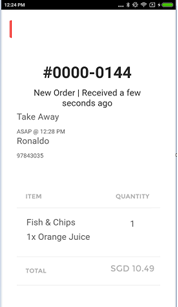 12:24 PM
#0000-0144
New Order | Received a few
seconds ago
Take Away
ASAP @ 12:28 PM
Ronaldo
97843035
ITEM QUANTITY
Fish & Chips 1
1x Orange Juice
TOTAL SGD 10.49